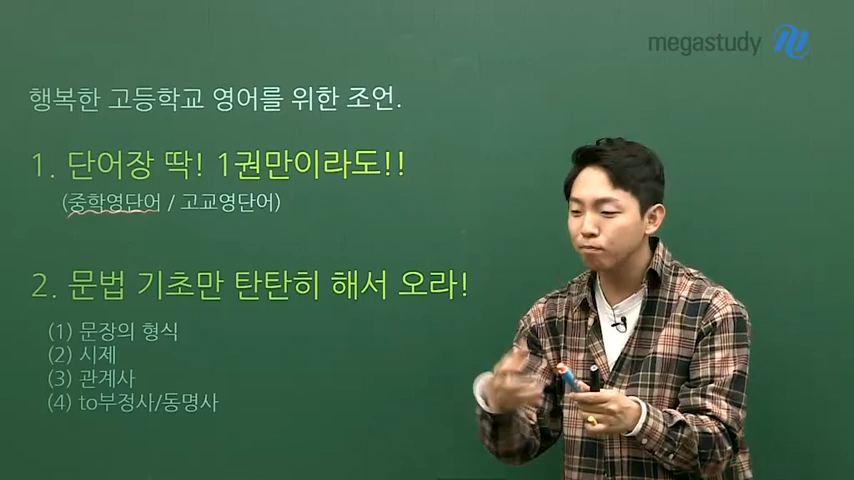 megastudy
행복한 고등학교 영어를 위한 조언.
1. 단어장 딱! 1권만이라도!!
(중학영단어 / 고교영단어)
2. 문법 기초만 탄탄히 해서 오라!
(1) 문장의 형식
(2) 시제
(3) 관계사
(4) to부정사/동명사